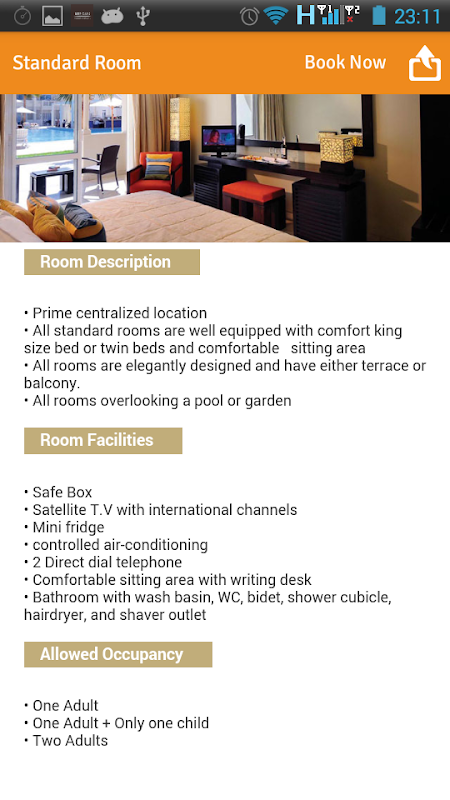 23:11
Standard Room Book Now
Room Description
• Prime centralized location
• All standard rooms are well equipped with comfort king
size bed or twin beds and comfortable sitting area
• All rooms are elegantly designed and have either terrace or
balcony.
• All rooms overlooking a pool or garden
Room Facilities
• Safe Box
• Satellite T.V with international channels
• Mini fridge
• controlled air-conditioning
• 2 Direct dial telephone
• Comfortable sitting area with writing desk
• Bathroom with wash basin, WC, bidet, shower cubicle,
hairdryer, and shaver outlet
Allowed Occupancy
• One Adult
• One Adult + Only one child
• Two Adults